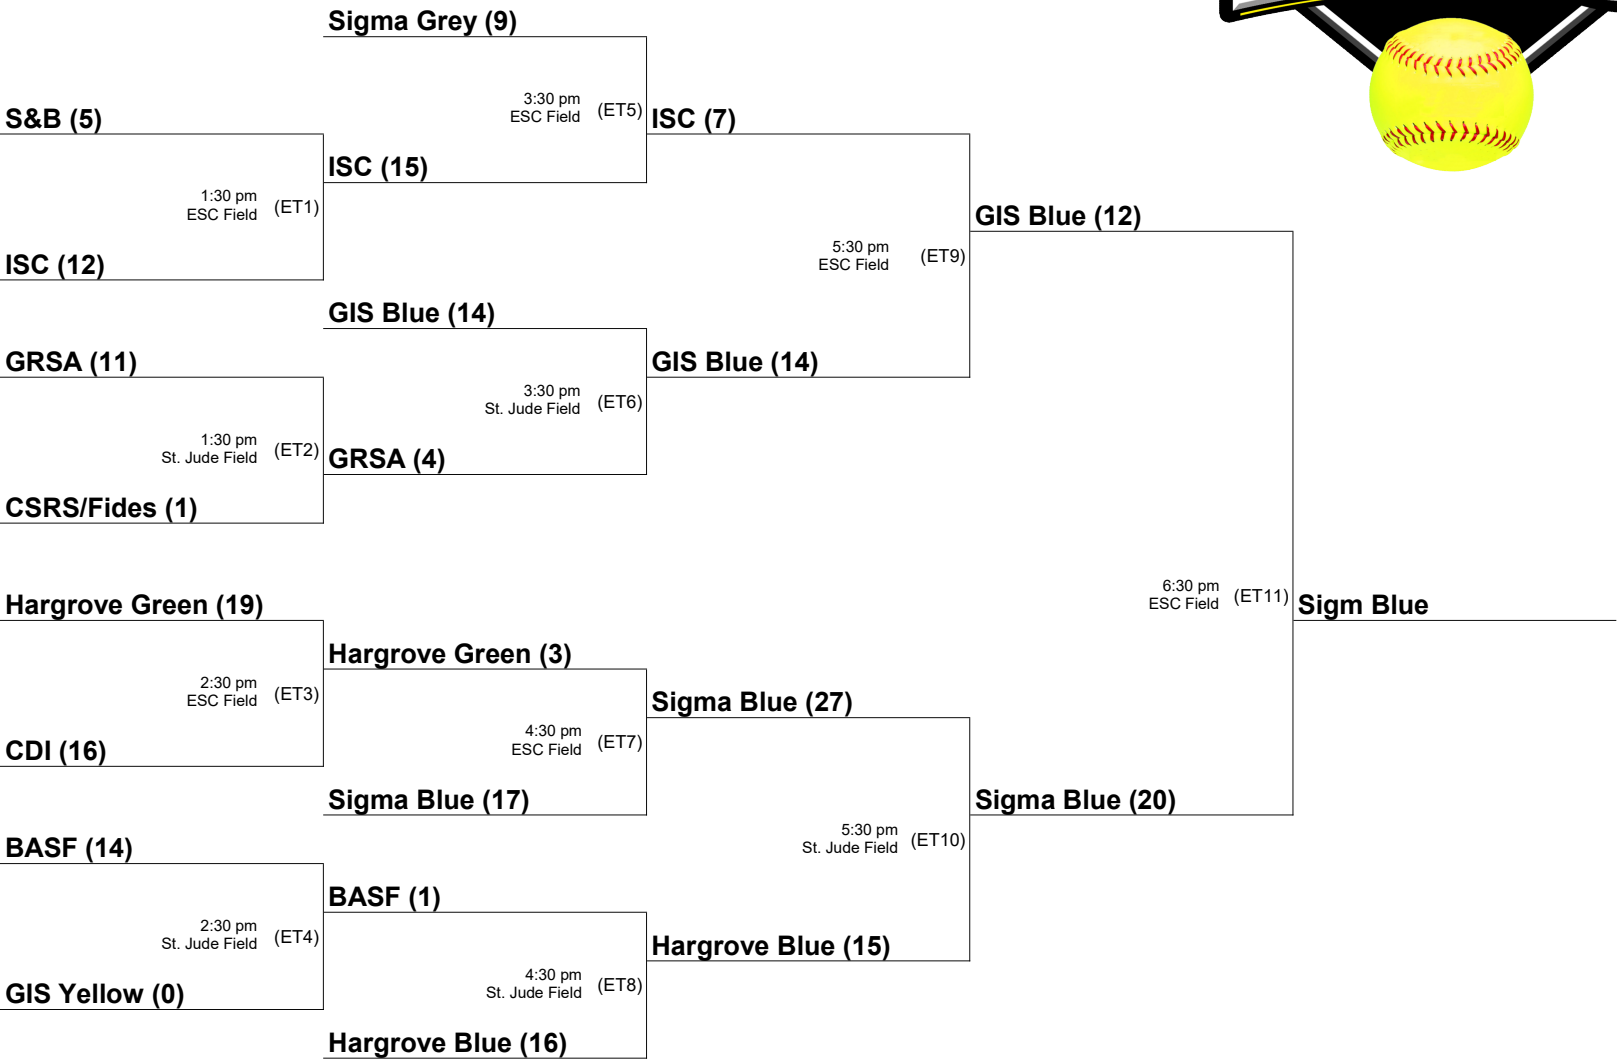 Sigma Grey (9)
3:30 pm
ESC Field
(ET5)
S&B (5)
ISC (7)
ISC (15)
1:30 pm
ESC Field
(ET1)
GIS Blue (12)
5:30 pm
ESC Field
(ET9)
ISC (12)
GIS Blue (14)
GRSA (11)
GIS Blue (14)
3:30 pm
St. Jude Field
(ET6)
1:30 pm
St. Jude Field
(ET2)
GRSA (4)
CSRS/Fides (1)
6:30 pm
ESC Field
(ET11)
Sigm Blue
Hargrove Green (19)
Hargrove Green (3)
2:30 pm
ESC Field
(ET3)
Sigma Blue (27)
4:30 pm
ESC Field
(ET7)
CDI (16)
Sigma Blue (17)
Sigma Blue (20)
5:30 pm
St. Jude Field
(ET10)
BASF (14)
BASF (1)
2:30 pm
St. Jude Field
(ET4)
Hargrove Blue (15)
4:30 pm
St. Jude Field
(ET8)
GIS Yellow (0)
Hargrove Blue (16)